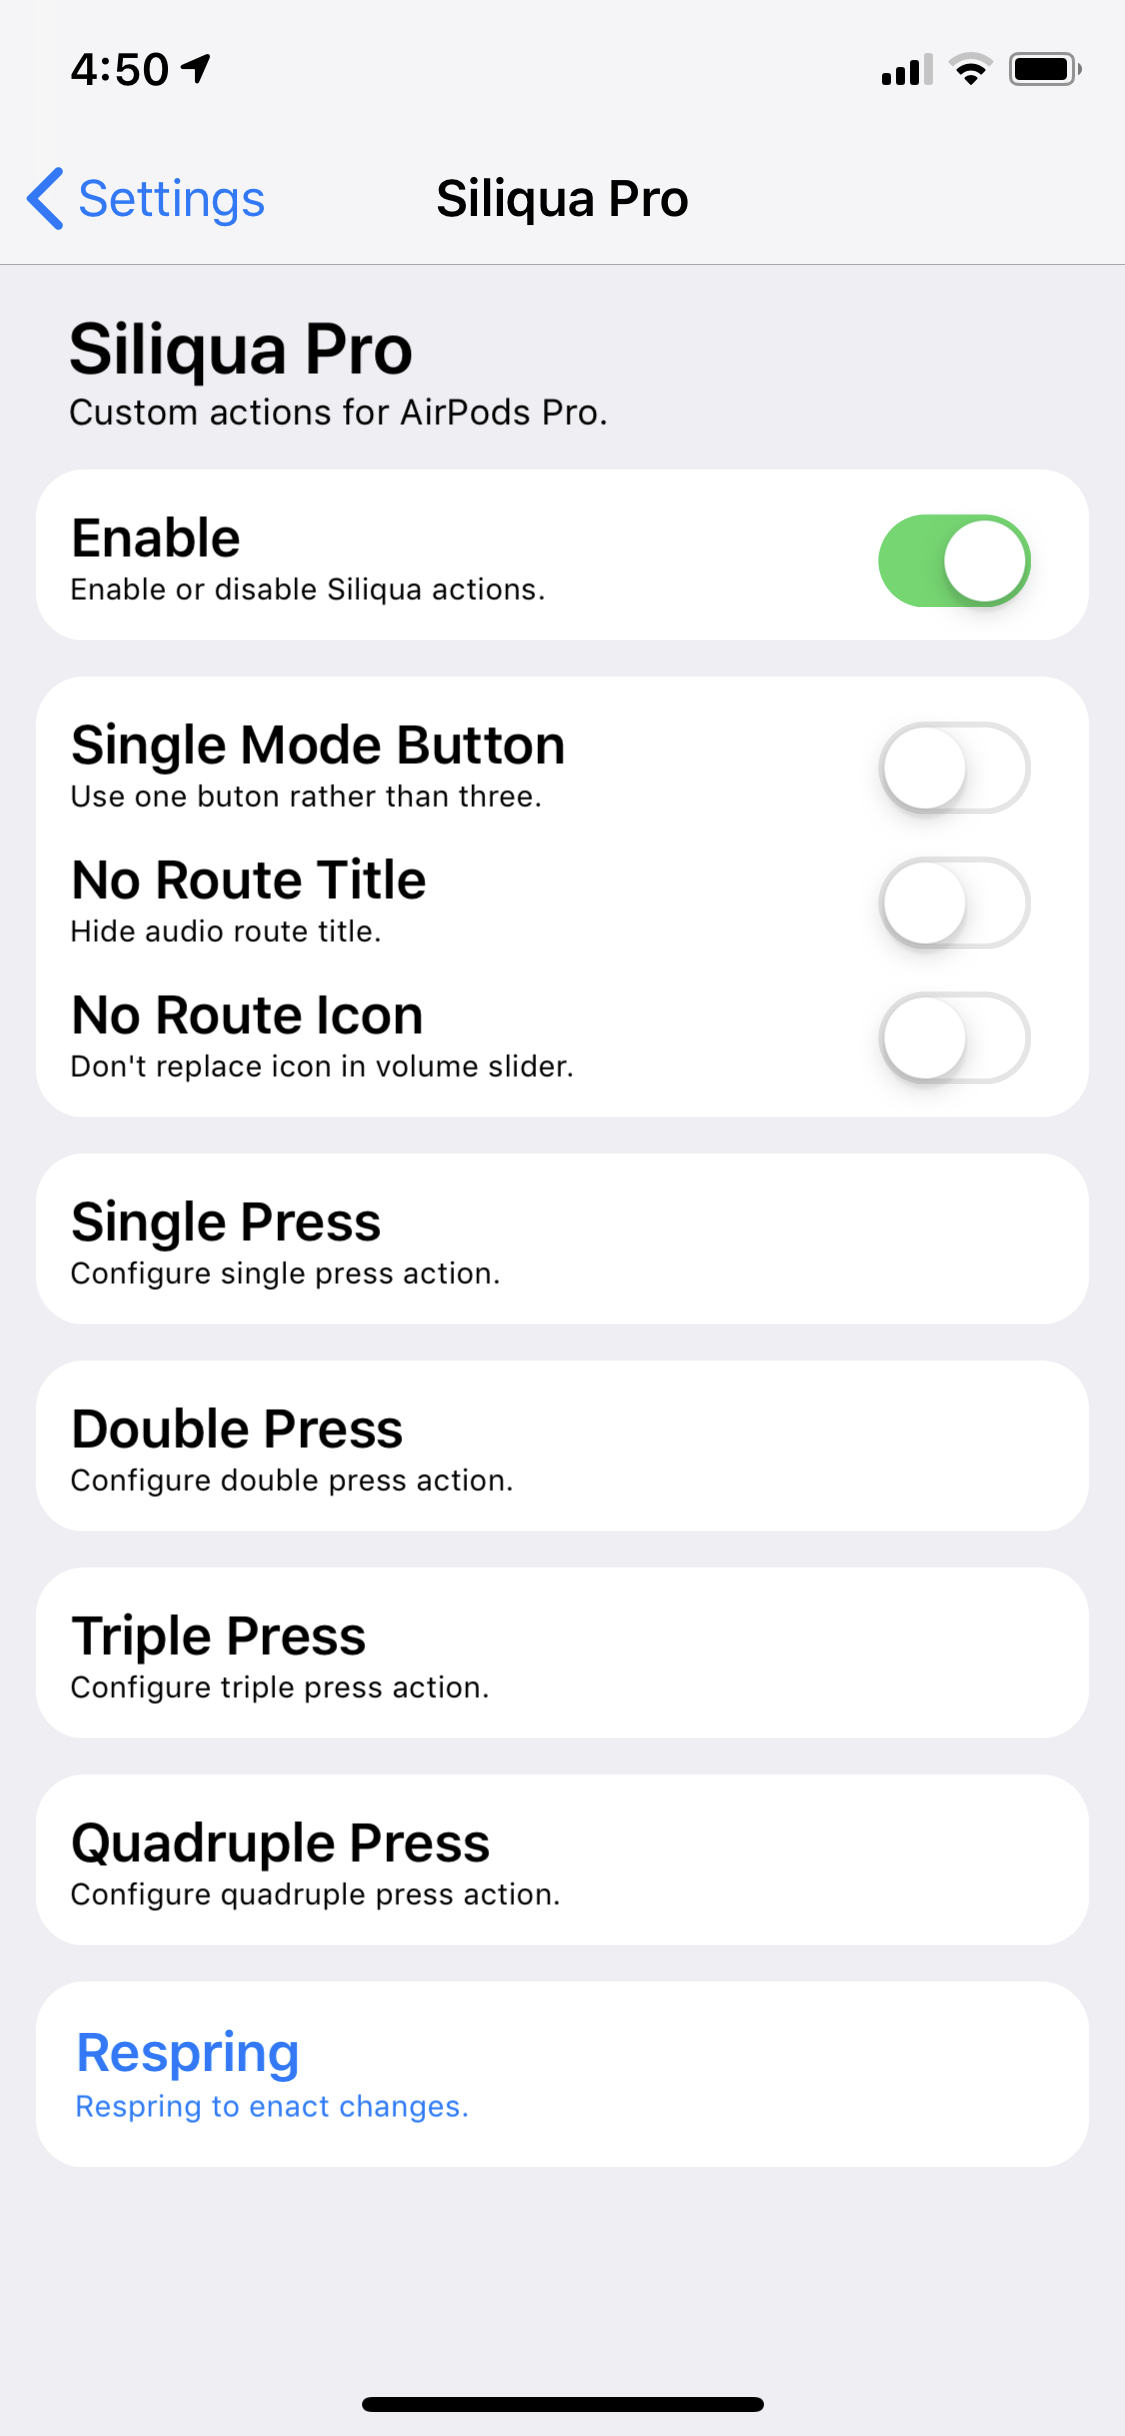 4:50
Settings
Siliqua Pro
Siliqua Pro
Custom actions for AirPods Pro.
Enable
Enable or disable Siliqua actions.
Single Mode Button
Use one buton rather than three.
No Route Title
Hide audio route title.
No Route Icon
Don't replace icon in volume slider.
Single Press
Configure single press action.
Double Press
Configure double press action.
Triple Press
Configure triple press action.
Quadruple Press
Configure quadruple press action.
Respring
Respring to enact changes.